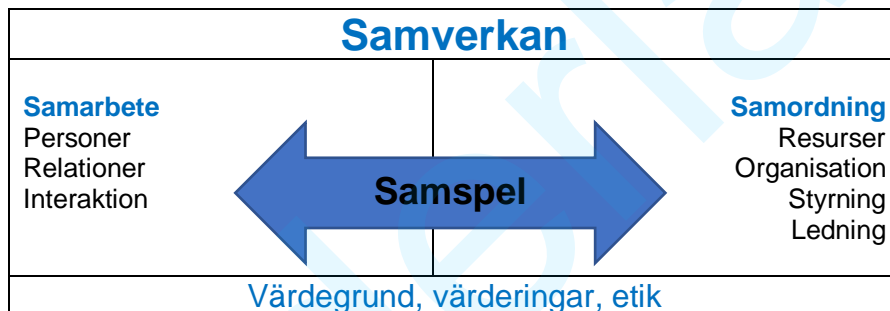 Samverkan
Samarbete
Personer
Relationer
Interaktion
Samspel
Samordning
Resurser
Organisation
Styrning
Ledning
Värdegrund, värderingar, etik